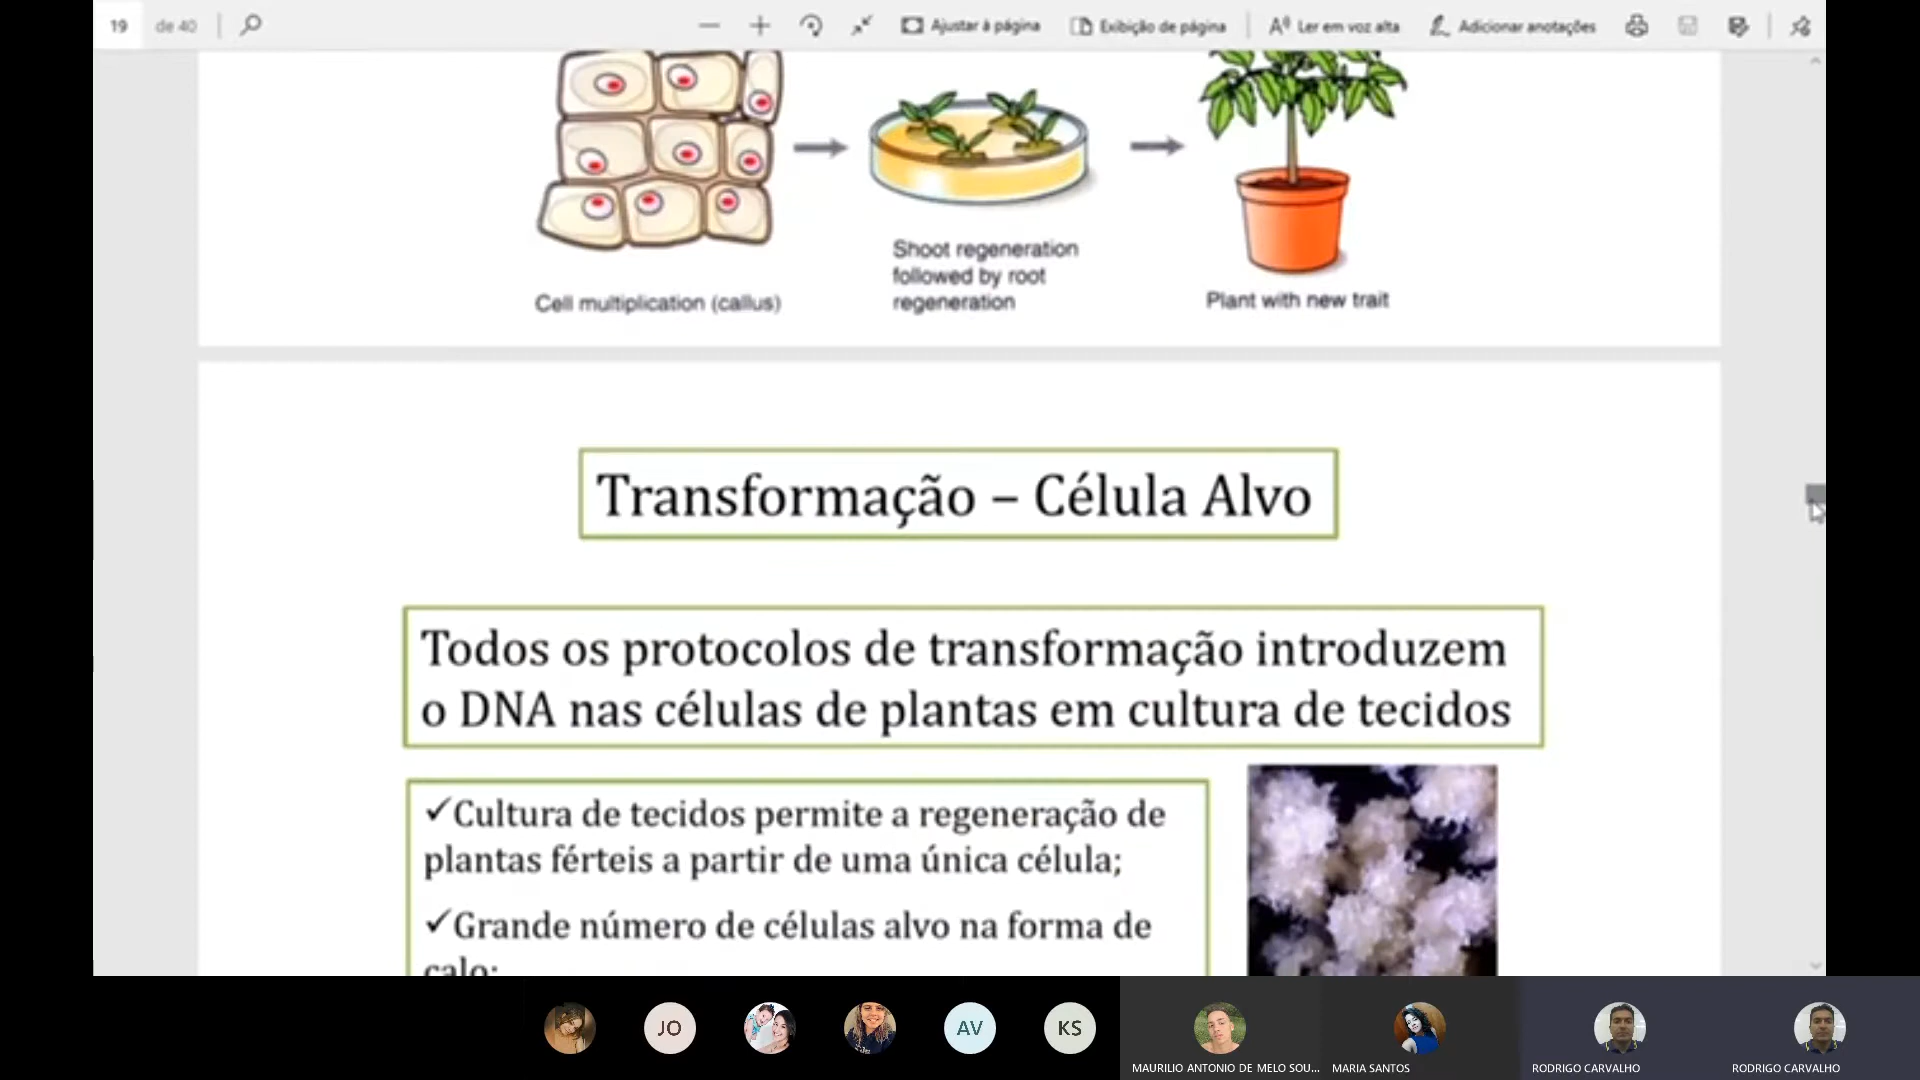 19 de 40 Ajustar à página Exibição de página Aᴺ Ler em voz alta Adicionar anotações
Cell multiplication (callus)
Shoot regeneration
followed by root
regeneration
Plant with new trait
Transformação – Célula Alvo
Todos os protocolos de transformação introduzem
o DNA nas células de plantas em cultura de tecidos
✓Cultura de tecidos permite a regeneração de
plantas férteis a partir de uma única célula;
✓Grande número de células alvo na forma de
calo;
JO AV KS
MAURILIO ANTONIO DE MELO SOU... MARIA SANTOS RODRIGO CARVALHO RODRIGO CARVALHO